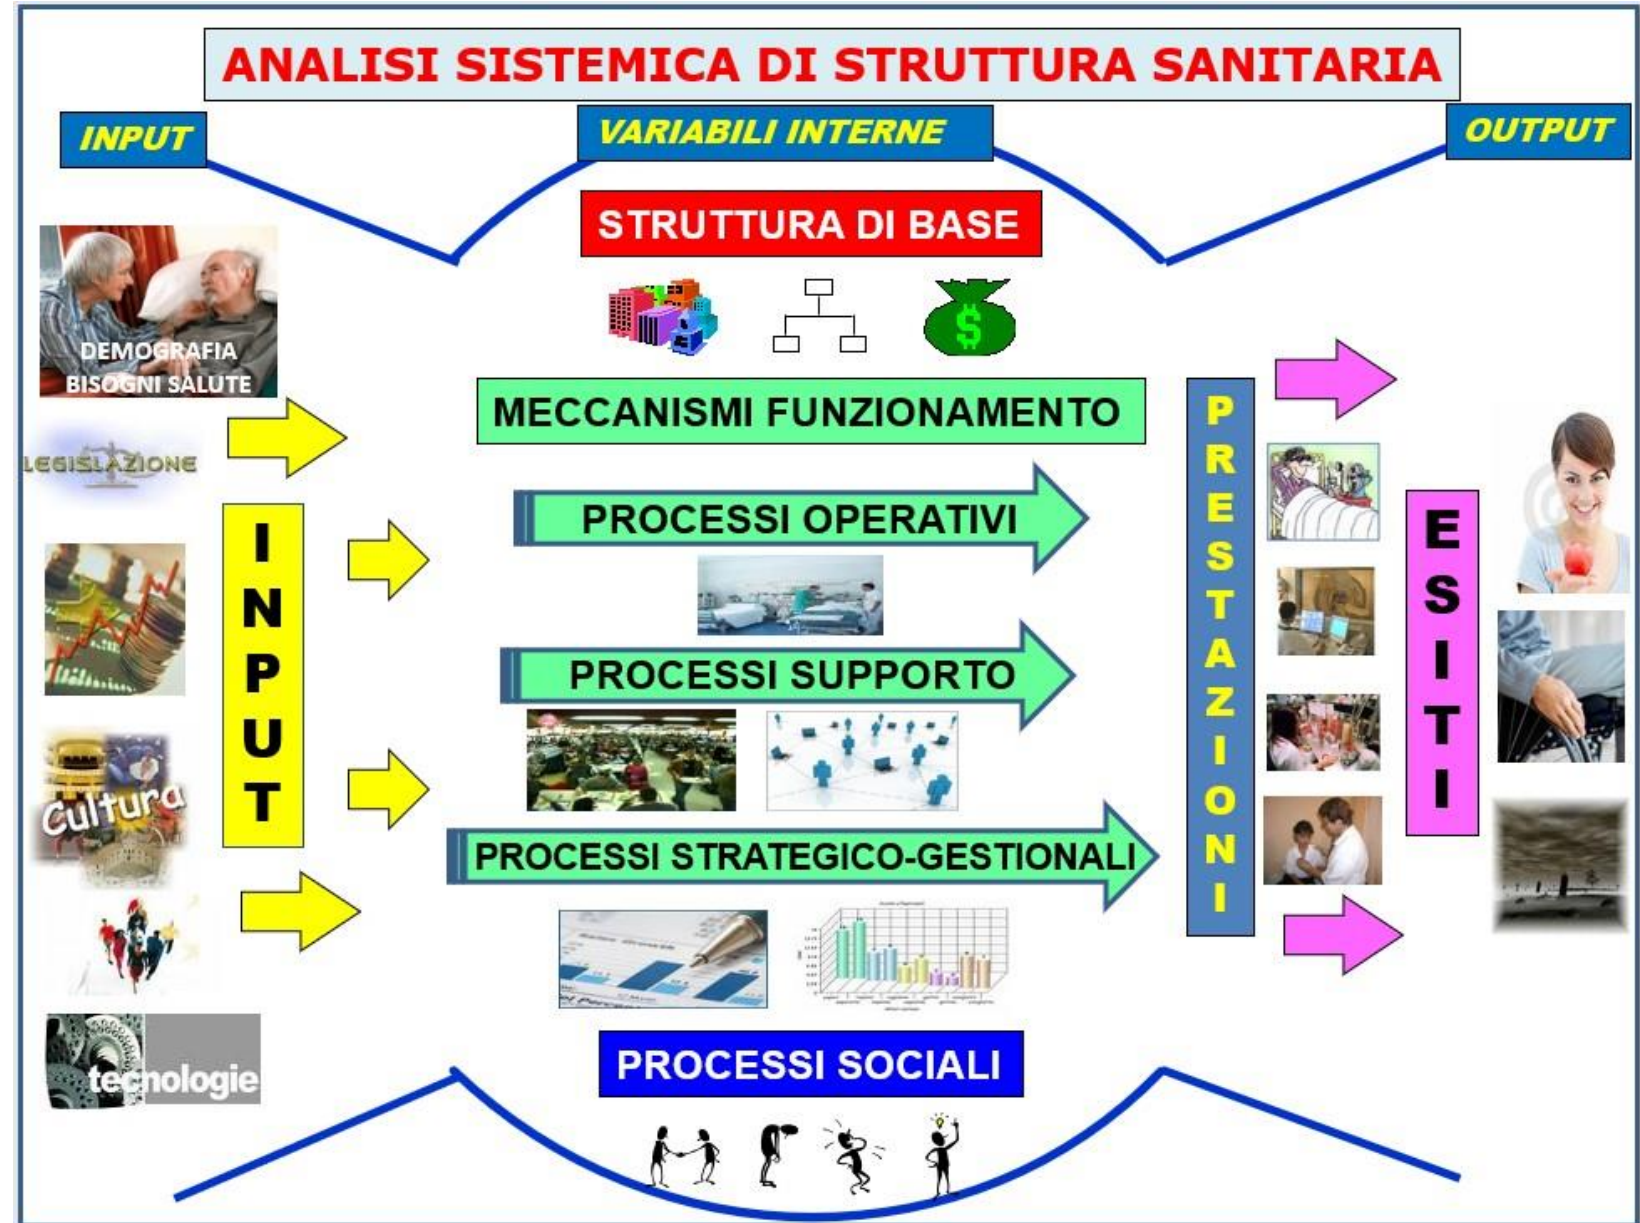 ANALISI SISTEMICA DI STRUTTURA SANITARIA
INPUT
VARIABILI INTERNE
OUTPUT
STRUTTURA DI BASE
DEMOGRAFIA
BISOGNI SALUTE
$
MECCANISMI FUNZIONAMENTO
LEGISLAZIONE
PROCESSI OPERATIVI
INPUT
PROCESSI SUPPORTO
PRESTAZIONI
ESITI
Cultura
PROCESSI STRATEGICO-GESTIONALI
tecnologie
PROCESSI SOCIALI